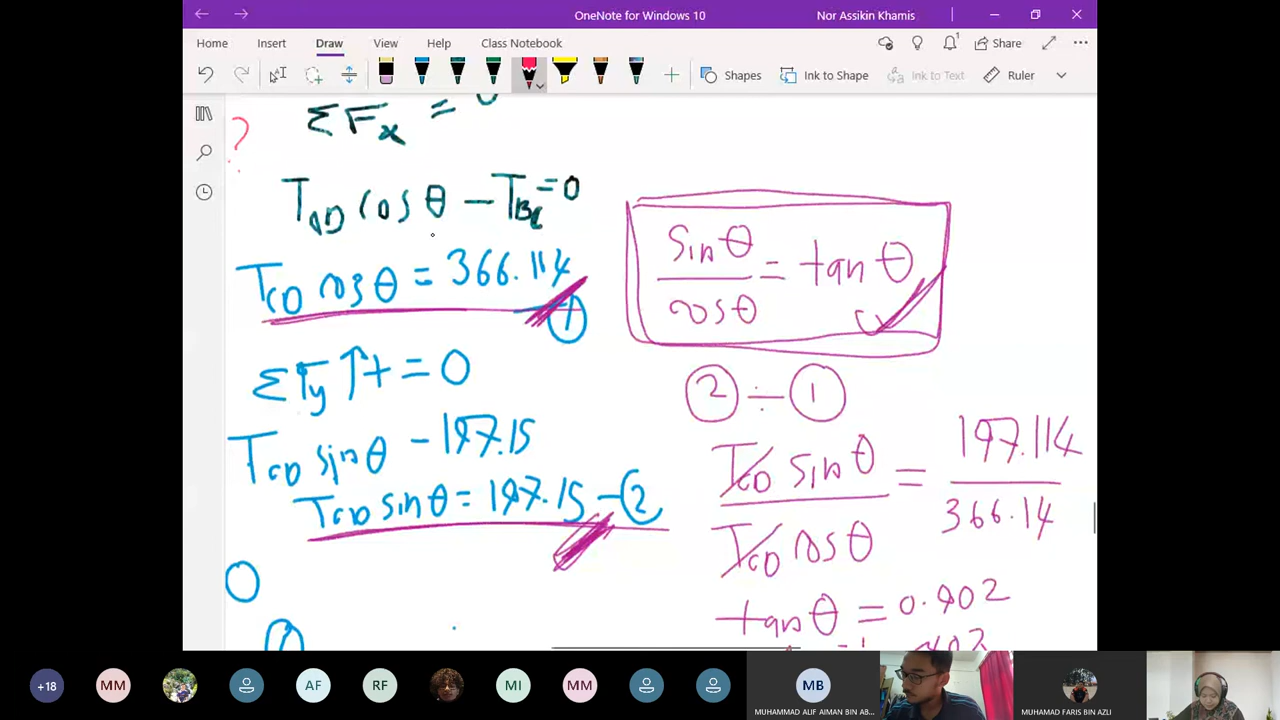 OneNote for Windows 10
Nor Assikin Khamis
Home Insert Draw View Help Class Notebook
Share
Shapes
Ink to Shape
Ink to Text
Ruler
?
ΣFx = 0
TCD cos θ - TBC = 0
TCD cos θ = 366.114
①
ΣFy ↑+ = 0
TCD sin θ - 197.15
TCD sin θ = 197.15 - ②
0
sin θ / cos θ = tan θ
② ÷ ①
TCD sin θ / TCD cos θ = 197.114 / 366.14
tan θ = 0.902
+18
MM
AF
RF
MI
MM
MB
MUHAMMAD ALIF AIMAN BIN AB...
MUHAMAD FARIS BIN AZLI